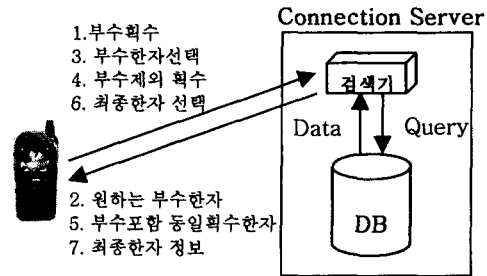 Connection Server
1.부수획수
3. 부수한자선택
4. 부수제외 획수
6. 최종한자 선택
검색기
Data
Query
2. 원하는 부수한자
5. 부수포함 동일획수한자
7. 최종한자 정보
DB